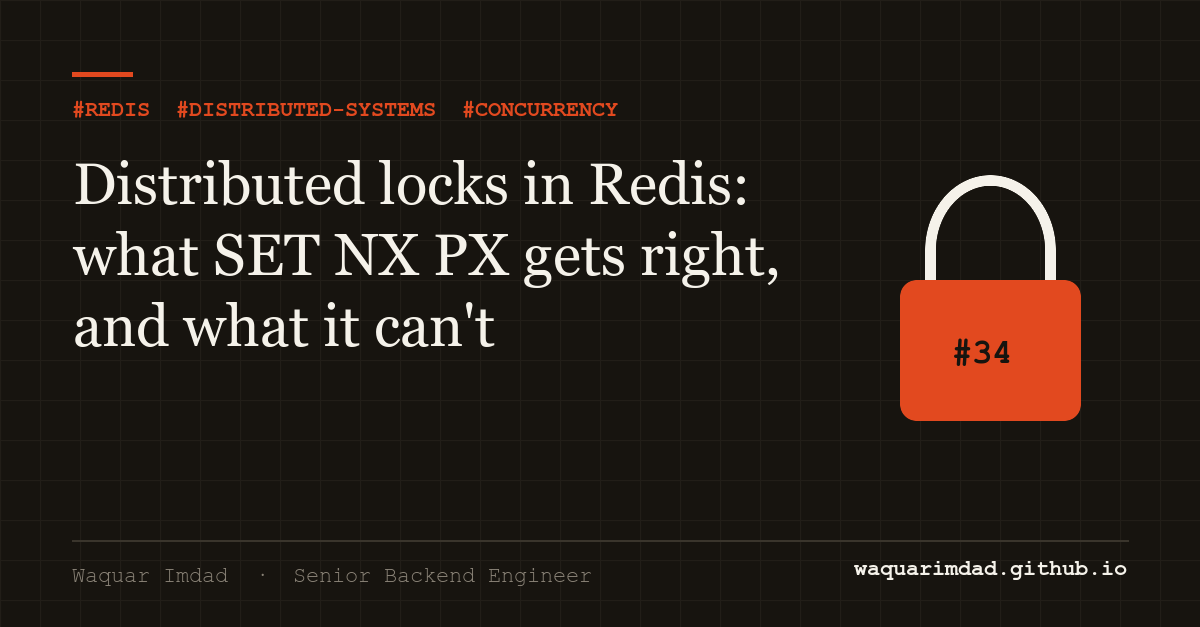 #REDIS #DISTRIBUTED-SYSTEMS #CONCURRENCY
Distributed locks in Redis:
what SET NX PX gets right,
and what it can't
#34
Waquar Imdad · Senior Backend Engineer
waquarimdad.github.io